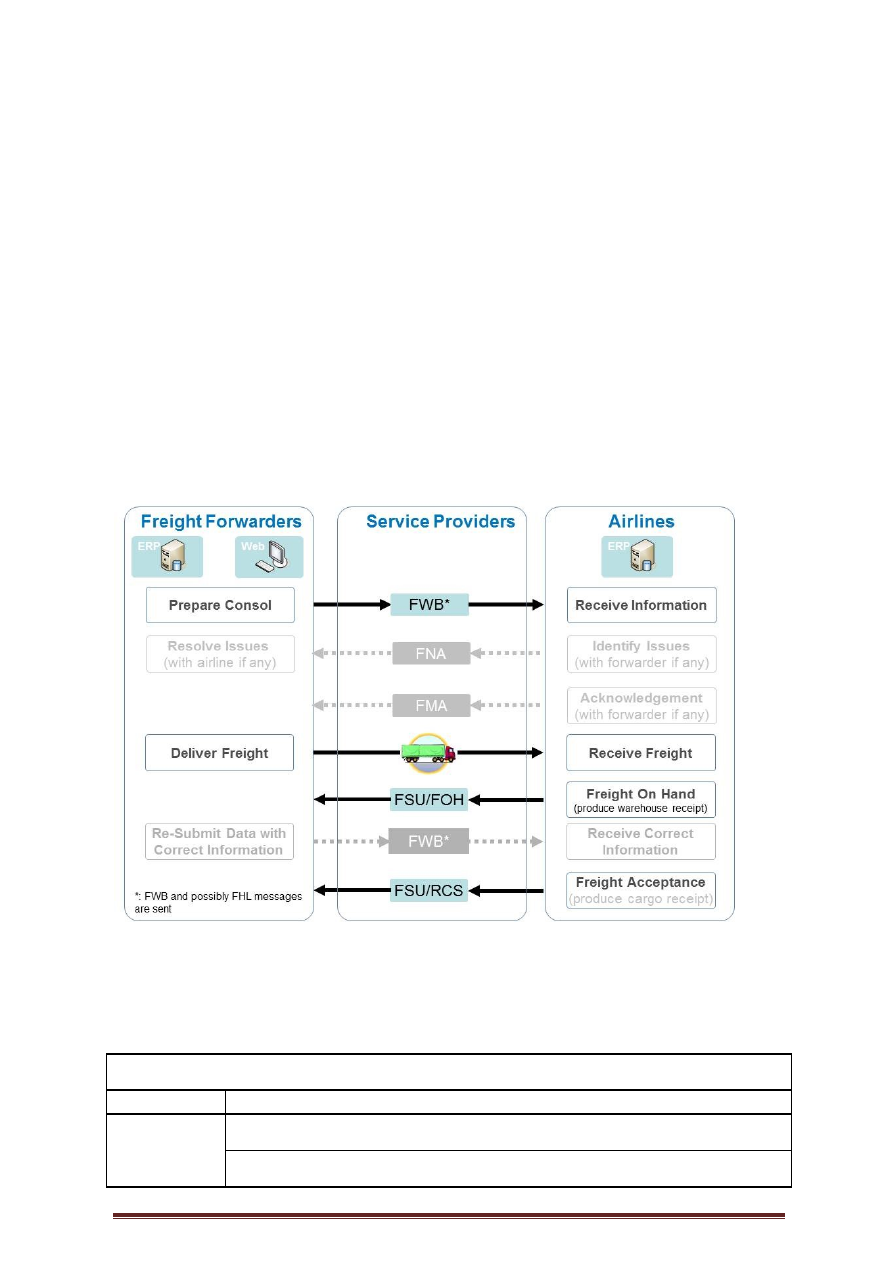 Freight Forwarders
Service Providers
Airlines
ERP
Web
ERP
Prepare Consol
FWB*
Receive Information
Resolve Issues
(with airline if any)
FNA
Identify Issues
(with forwarder if any)
FMA
Acknowledgement
(with forwarder if any)
Deliver Freight
Receive Freight
FSU/FOH
Freight On Hand
(produce warehouse receipt)
Re-Submit Data with
Correct Information
FWB*
Receive Correct
Information
FSU/RCS
Freight Acceptance
(produce cargo receipt)
*: FWB and possibly FHL messages
are sent